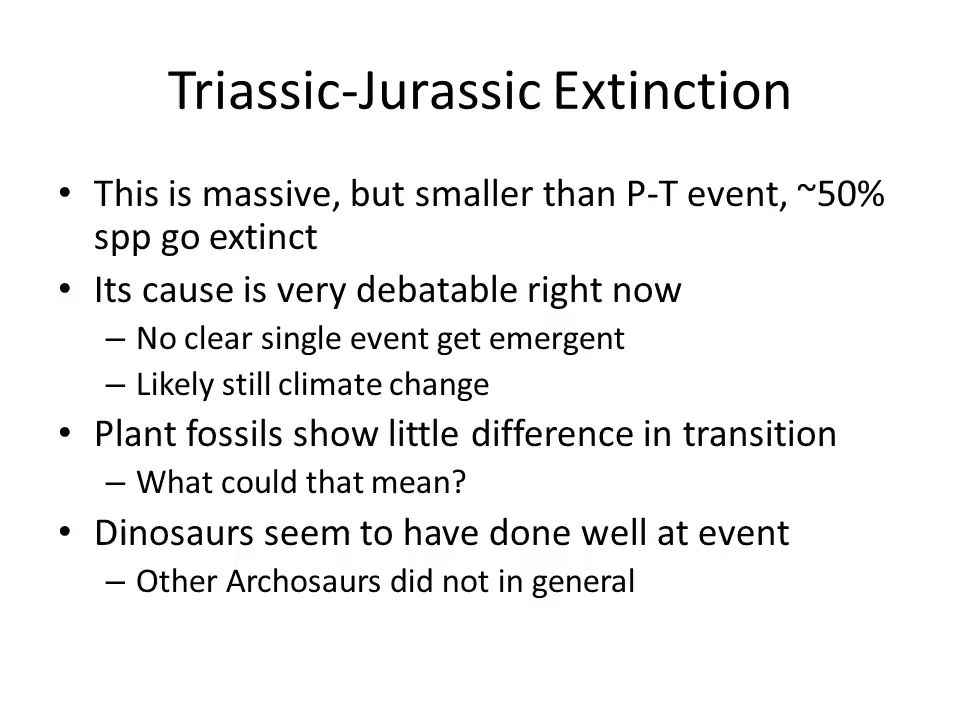 Triassic-Jurassic Extinction
• This is massive, but smaller than P-T event, ~50%
spp go extinct
• Its cause is very debatable right now
– No clear single event get emergent
– Likely still climate change
• Plant fossils show little difference in transition
– What could that mean?
• Dinosaurs seem to have done well at event
– Other Archosaurs did not in general